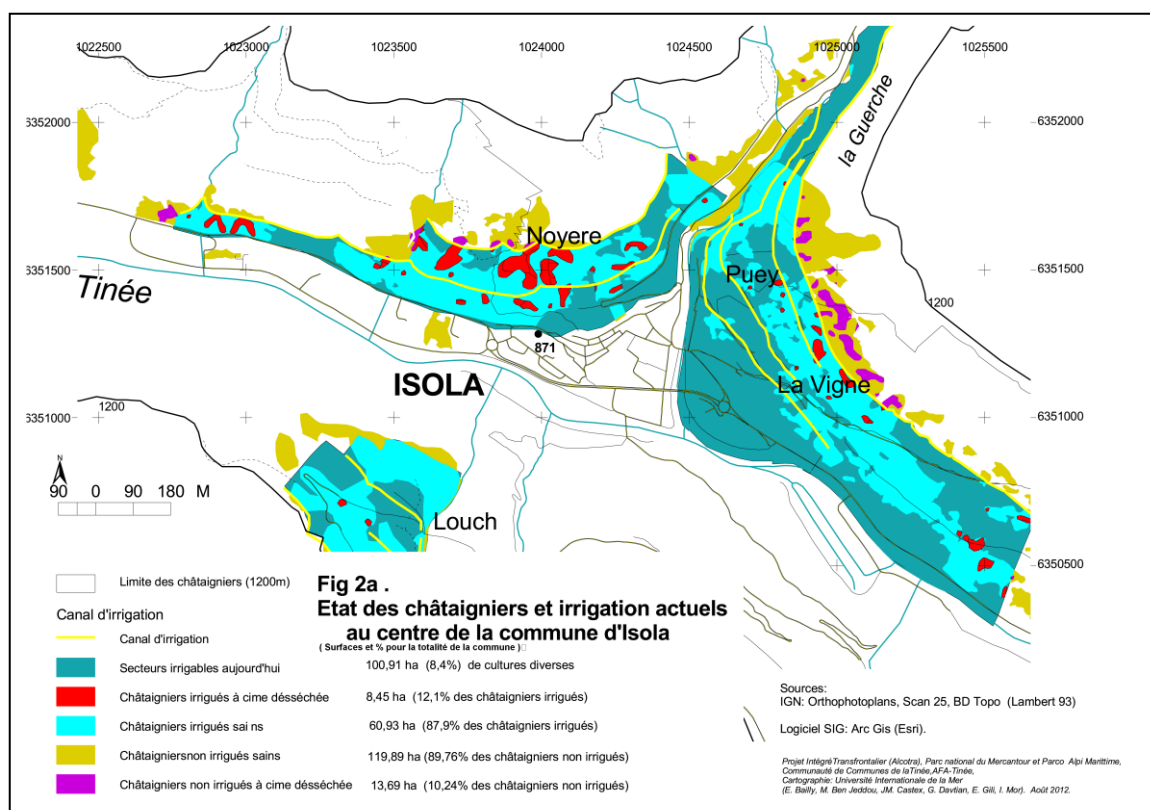 1022500 1023000 1023500 1024000 1024500 1025000 1025500
3352000
6352000
la Guerche
Noyere
3351500
6351500
Tinée
Puey
1200
871
ISOLA
La Vigne
3351000
1200
6351000
N
90 0 90 180 M
Louch
6350500
Limite des châtaigniers (1200m)
Canal d'irrigation
Canal d'irrigation
Secteurs irrigables aujourd'hui
Châtaigniers irrigués à cime désséchée
Châtaigniers irrigués sai ns
Châtaigniersnon irrigués sains
Châtaigniers non irrigués à cime désséchée
Fig 2a .
Etat des châtaigniers et irrigation actuels
au centre de la commune d'Isola
( Surfaces et % pour la totalité de la commune )
100,91 ha (8,4%) de cultures diverses
8,45 ha (12,1% des châtaigniers irrigués)
60,93 ha (87,9% des châtaigniers irrigués)
119,89 ha (89,76% des châtaigniers non irrigués)
13,69 ha (10,24% des châtaigniers non irrigués)
Sources:
IGN: Orthophotoplans, Scan 25, BD Topo (Lambert 93)
Logiciel SIG: Arc Gis (Esri).
Projet IntégréTransfrontalier (Alcotra), Parc national du Mercantour et Parco Alpi Marittime,
Communauté de Communes de laTinée,AFA-Tinée,
Cartographie: Université Internationale de la Mer
(E. Bailly, M. Ben Jeddou, JM. Castex, G. Davtian, E. Gili, I. Mor). Août 2012.